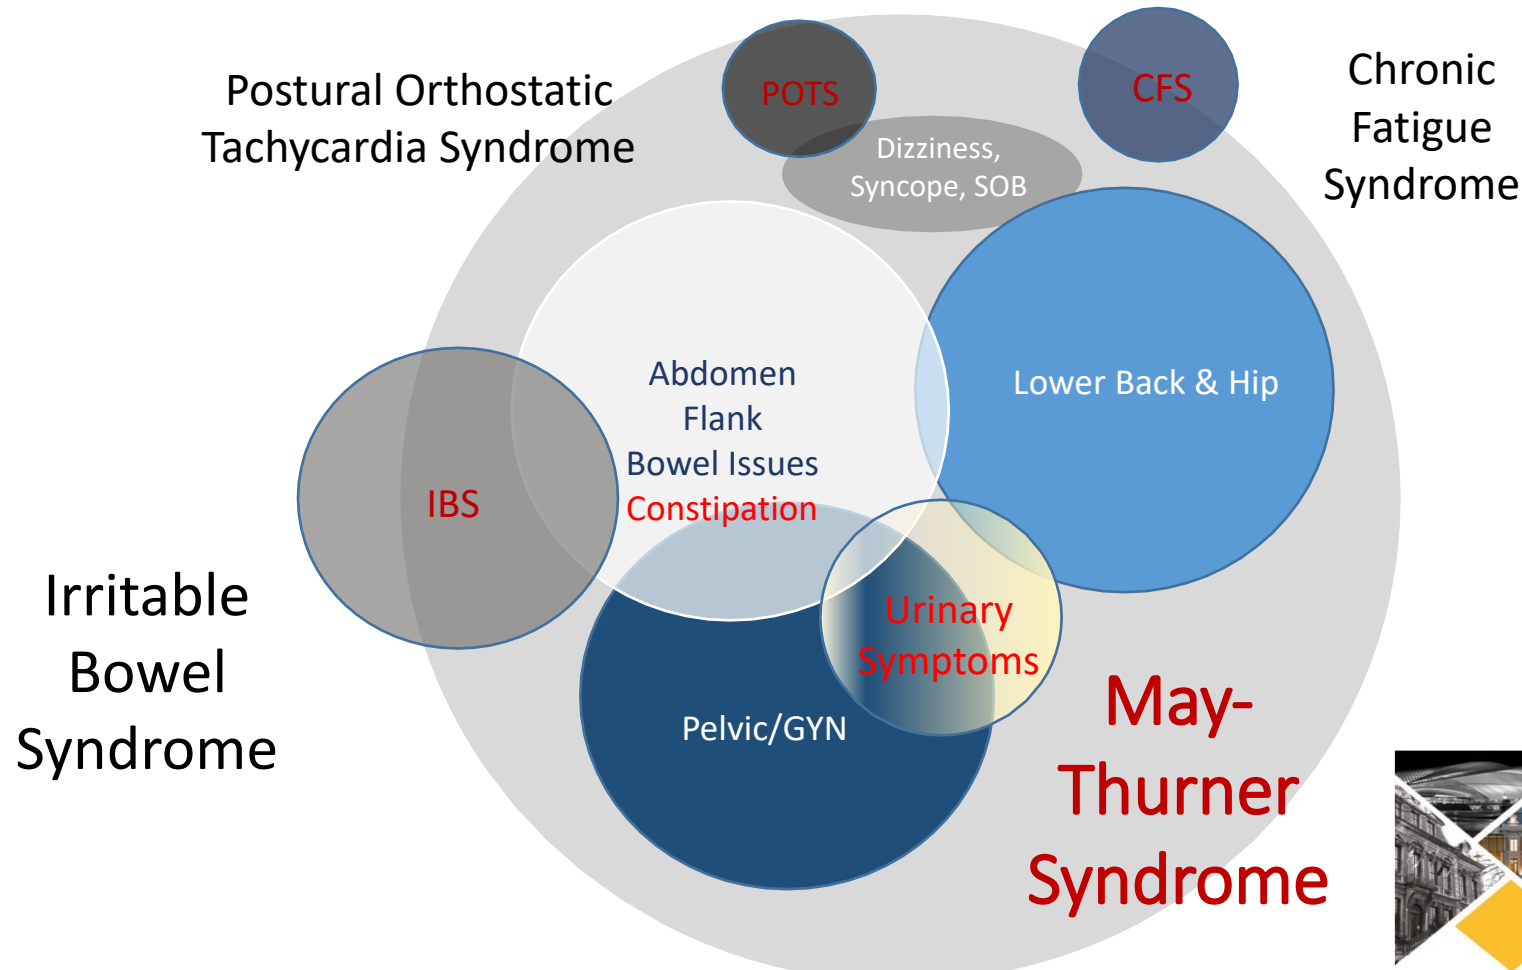 Postural Orthostatic
Tachycardia Syndrome
POTS
CFS
Chronic
Fatigue
Syndrome
Dizziness,
Syncope, SOB
Abdomen
Flank
Bowel Issues
Constipation
Lower Back & Hip
IBS
Irritable
Bowel
Syndrome
Urinary
Symptoms
Pelvic/GYN
May-
Thurner
Syndrome